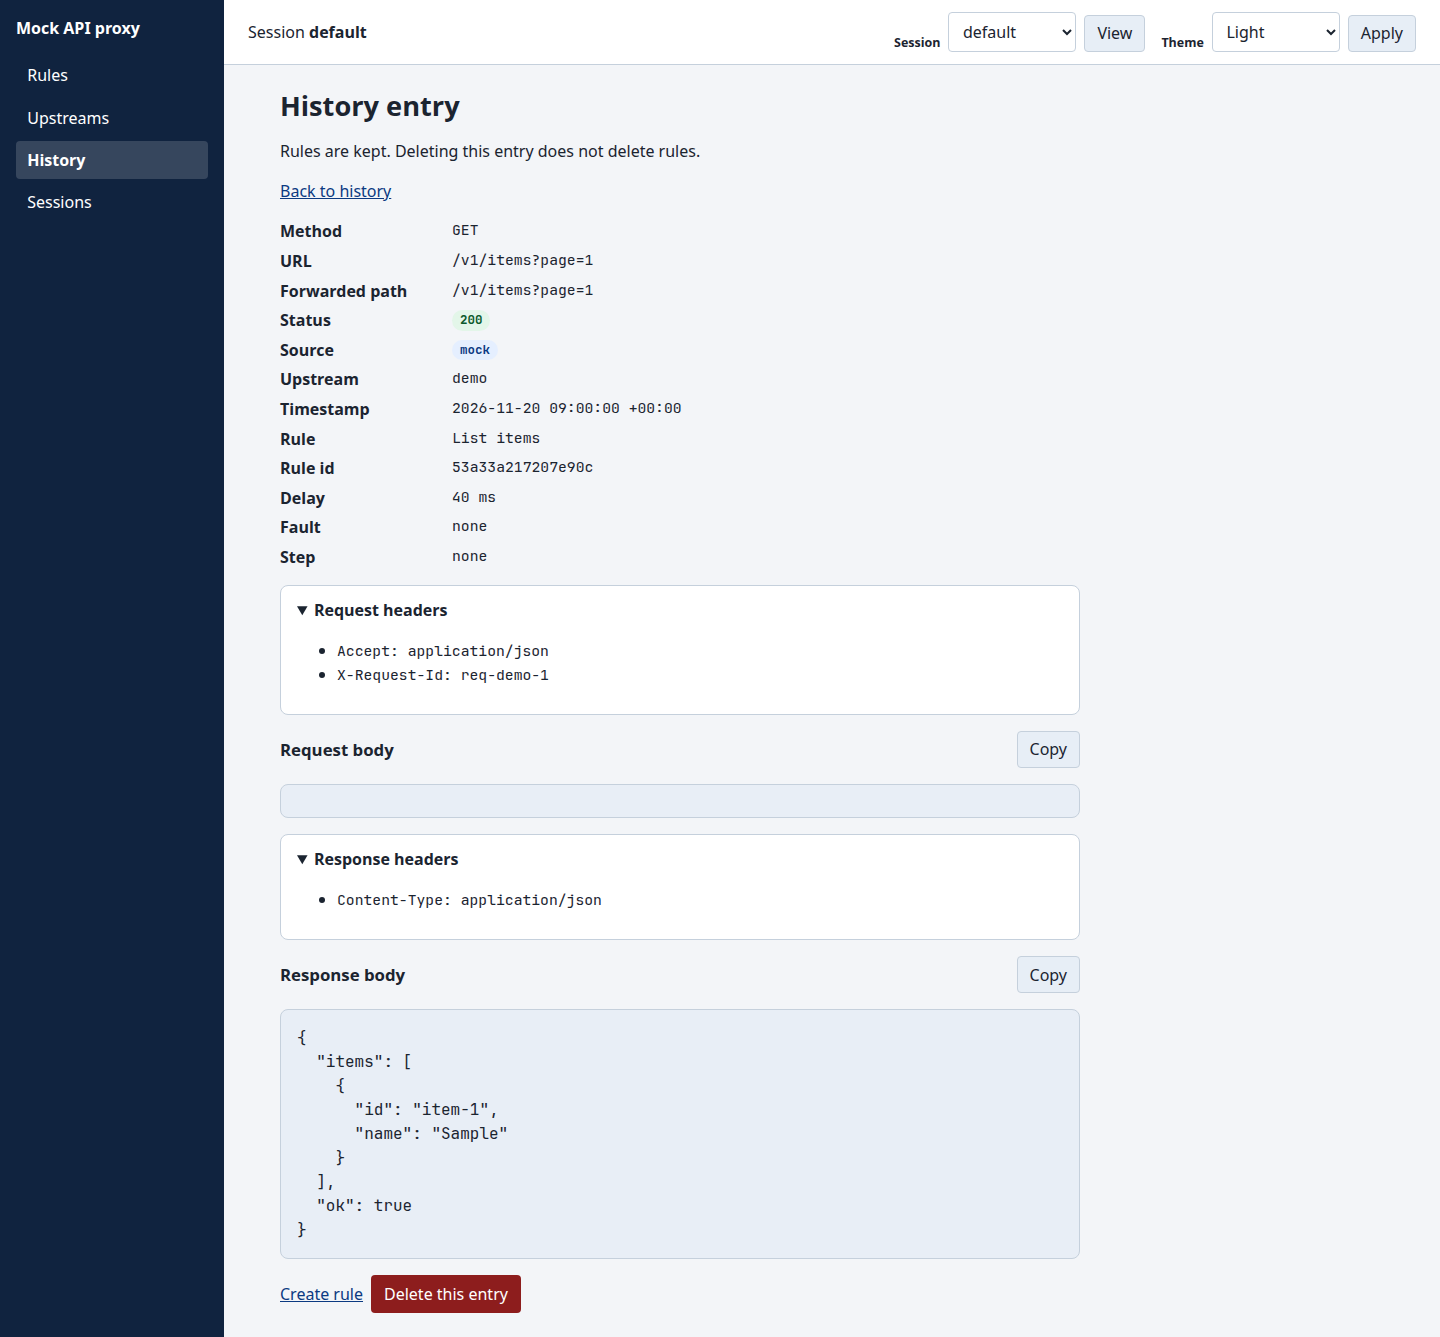 Mock API proxy
Rules
Upstreams
History
Sessions
Session default
Session
default
View
Theme
Light
Apply
History entry
Rules are kept. Deleting this entry does not delete rules.
Back to history
Method GET
URL /v1/items?page=1
Forwarded path /v1/items?page=1
Status 200
Source mock
Upstream demo
Timestamp 2026-11-20 09:00:00 +00:00
Rule List items
Rule id 53a33a217207e90c
Delay 40 ms
Fault none
Step none
Request headers
Accept: application/json
X-Request-Id: req-demo-1
Request body
Copy
Response headers
Content-Type: application/json
Response body
Copy
{
  "items": [
    {
      "id": "item-1",
      "name": "Sample"
    }
  ],
  "ok": true
}
Create rule
Delete this entry